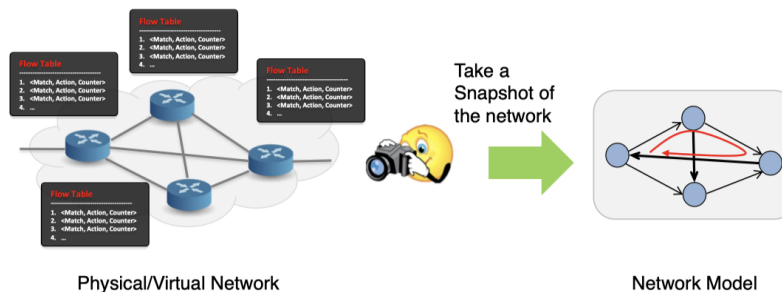 Flow Table
------------------------------------
1. <Match, Action, Counter>
2. <Match, Action, Counter>
3. <Match, Action, Counter>
4. ...
Flow Table
------------------------------------
1. <Match, Action, Counter>
2. <Match, Action, Counter>
3. <Match, Action, Counter>
4. ...
Flow Table
------------------------------------
1. <Match, Action, Counter>
2. <Match, Action, Counter>
3. <Match, Action, Counter>
4. ...
Flow Table
------------------------------------
1. <Match, Action, Counter>
2. <Match, Action, Counter>
3. <Match, Action, Counter>
4. ...
Take a
Snapshot of
the network
Physical/Virtual Network
Network Model